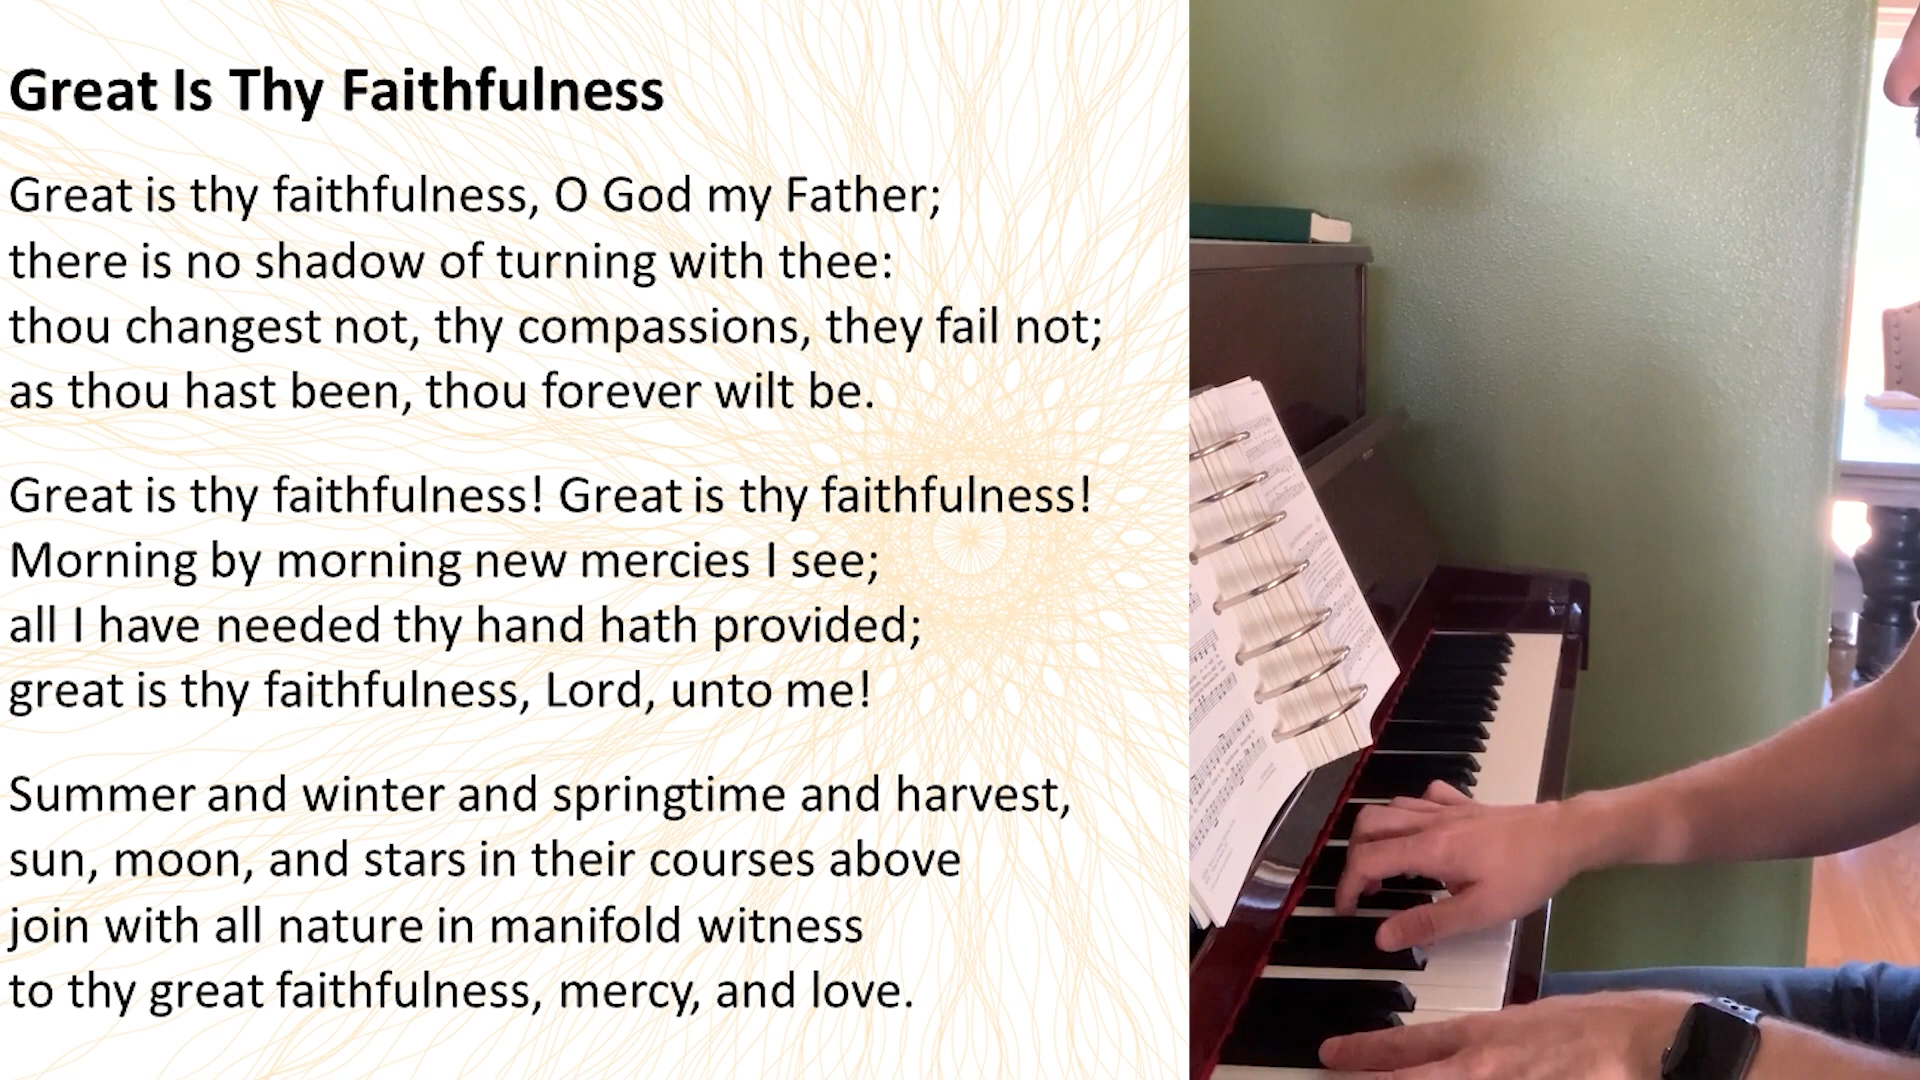 Great Is Thy Faithfulness
Great is thy faithfulness, O God my Father;
there is no shadow of turning with thee:
thou changest not, thy compassions, they fail not;
as thou hast been, thou forever wilt be.
Great is thy faithfulness! Great is thy faithfulness!
Morning by morning new mercies I see;
all I have needed thy hand hath provided;
great is thy faithfulness, Lord, unto me!
Summer and winter and springtime and harvest,
sun, moon, and stars in their courses above
join with all nature in manifold witness
to thy great faithfulness, mercy, and love.